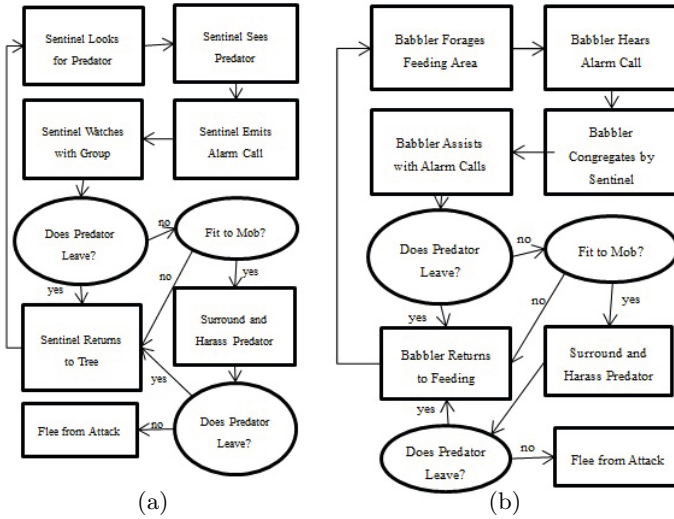 Sentinel Looks
for Predator
Sentinel Sees
Predator
Sentinel Watches
with Group
Sentinel Emits
Alarm Call
Does Predator
Leave?
no
Fit to Mob?
yes
no
yes
Sentinel Returns
to Tree
Surround and
Harass Predator
yes
Flee from Attack
no
Does Predator
Leave?
(a)
Babbler Forages
Feeding Area
Babbler Hears
Alarm Call
Babbler Assists
with Alarm Calls
Babbler
Congregates by
Sentinel
Does Predator
Leave?
no
Fit to Mob?
yes
no
yes
Babbler Returns
to Feeding
Surround and
Harass Predator
yes
Does Predator
Leave?
no
Flee from Attack
(b)